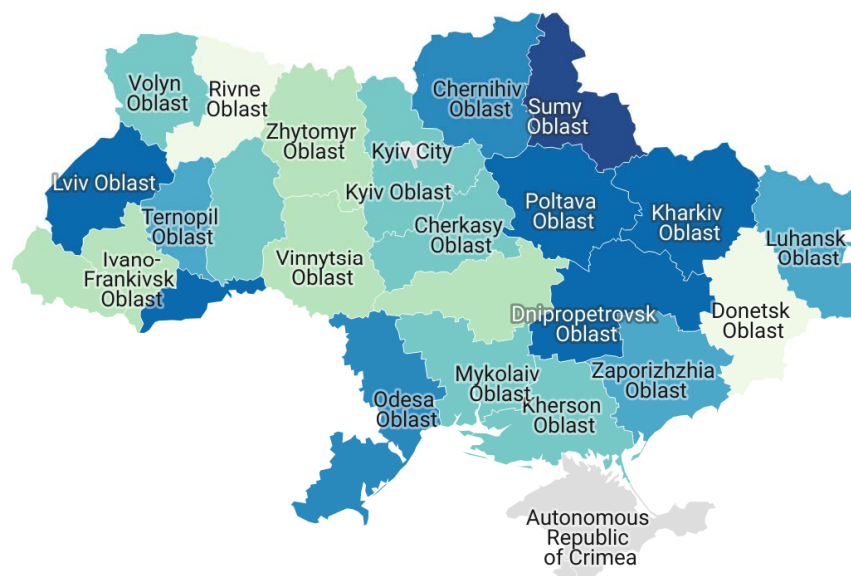 Volyn
Oblast
Rivne
Oblast
Zhytomyr
Oblast
Kyiv City
Kyiv Oblast
Chernihiv
Oblast
Sumy
Oblast
Lviv Oblast
Ternopil
Oblast
Ivano-
Frankivsk
Oblast
Vinnytsia
Oblast
Cherkasy
Oblast
Poltava
Oblast
Kharkiv
Oblast
Luhansk
Oblast
Dnipropetrovsk
Oblast
Donetsk
Oblast
Zaporizhzhia
Oblast
Mykolaiv
Oblast
Kherson
Oblast
Odesa
Oblast
Autonomous
Republic
of Crimea